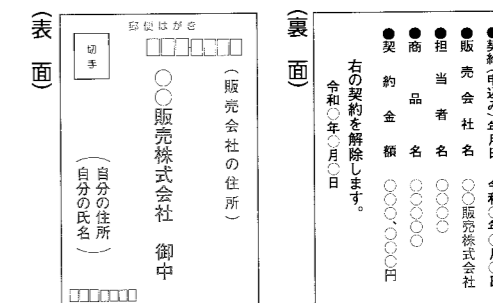 （表面）
郵便はがき
切手
（販売会社の住所）
○○販売株式会社　御中
（自分の住所
自分の氏名）
（裏面）
●契約（申込み）年月日　令和○年○月○日
●販売会社名　○○販売株式会社
●担当者名　○○○○○
●商品名　○○○○○
●契約金額　○○○、○○○円
右の契約を解除します。
令和○年○月○日